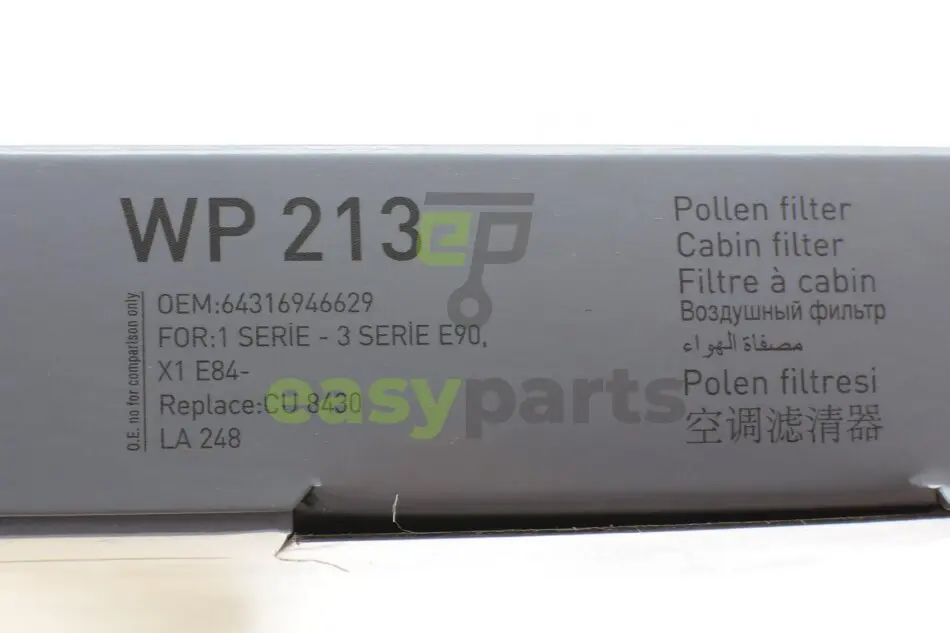 WP 213
OEM:64316946629
FOR:1 SERİE - 3 SERİE E90,
X1 E84-
Replace:CU 8430
LA 248
O.E. no for comparison only
Pollen filter
Cabin filter
Filtre à cabin
Воздушный фильтр
مصفاة الهواء
Polen filtresi
空调滤清器
easyparts